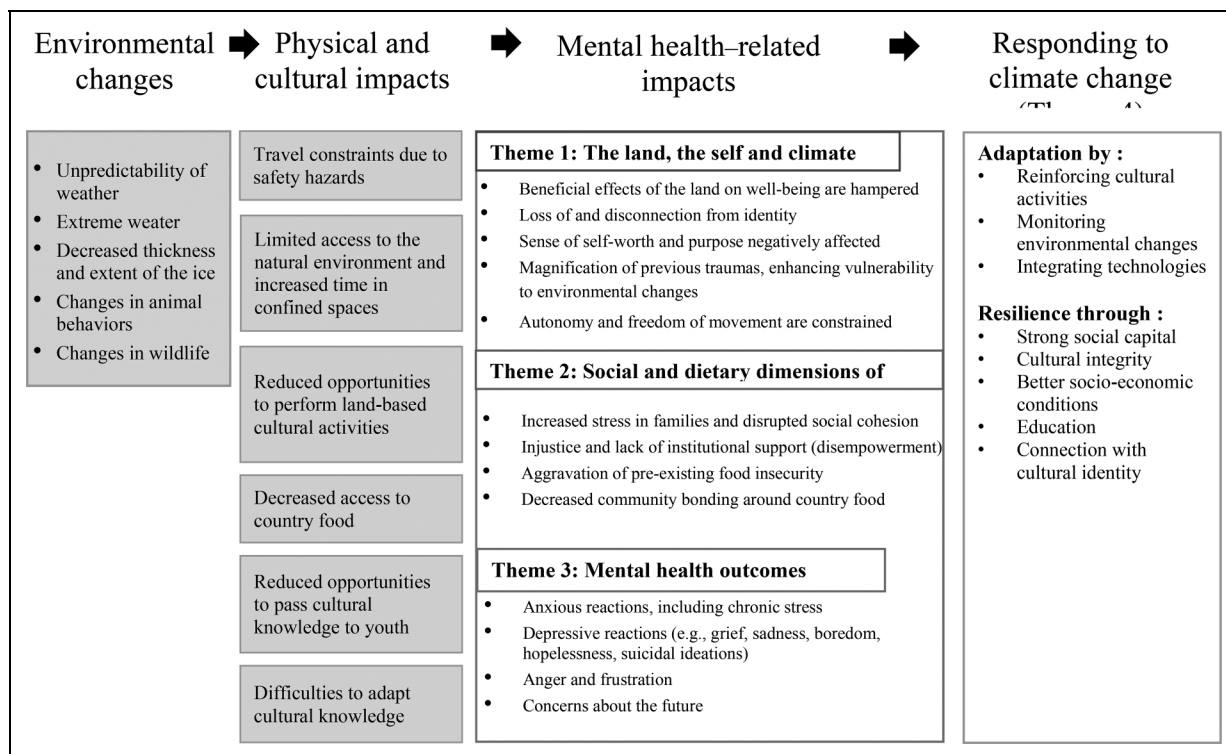 Environmental
changes
Physical and
cultural impacts
Mental health–related
impacts
Responding to
climate change
• Unpredictability of
weather
• Extreme weater
• Decreased thickness
and extent of the ice
• Changes in animal
behaviors
• Changes in wildlife
Travel constraints due to
safety hazards
Limited access to the
natural environment and
increased time in
confined spaces
Reduced opportunities
to perform land-based
cultural activities
Decreased access to
country food
Reduced opportunities
to pass cultural
knowledge to youth
Difficulties to adapt
cultural knowledge
Theme 1: The land, the self and climate
• Beneficial effects of the land on well-being are hampered
• Loss of and disconnection from identity
• Sense of self-worth and purpose negatively affected
• Magnification of previous traumas, enhancing vulnerability
to environmental changes
• Autonomy and freedom of movement are constrained
Theme 2: Social and dietary dimensions of
• Increased stress in families and disrupted social cohesion
• Injustice and lack of institutional support (disempowerment)
• Aggravation of pre-existing food insecurity
• Decreased community bonding around country food
Theme 3: Mental health outcomes
• Anxious reactions, including chronic stress
• Depressive reactions (e.g., grief, sadness, boredom,
hopelessness, suicidal ideations)
• Anger and frustration
• Concerns about the future
Adaptation by :
• Reinforcing cultural
activities
• Monitoring
environmental changes
• Integrating technologies
Resilience through :
• Strong social capital
• Cultural integrity
• Better socio-economic
conditions
• Education
• Connection with
cultural identity